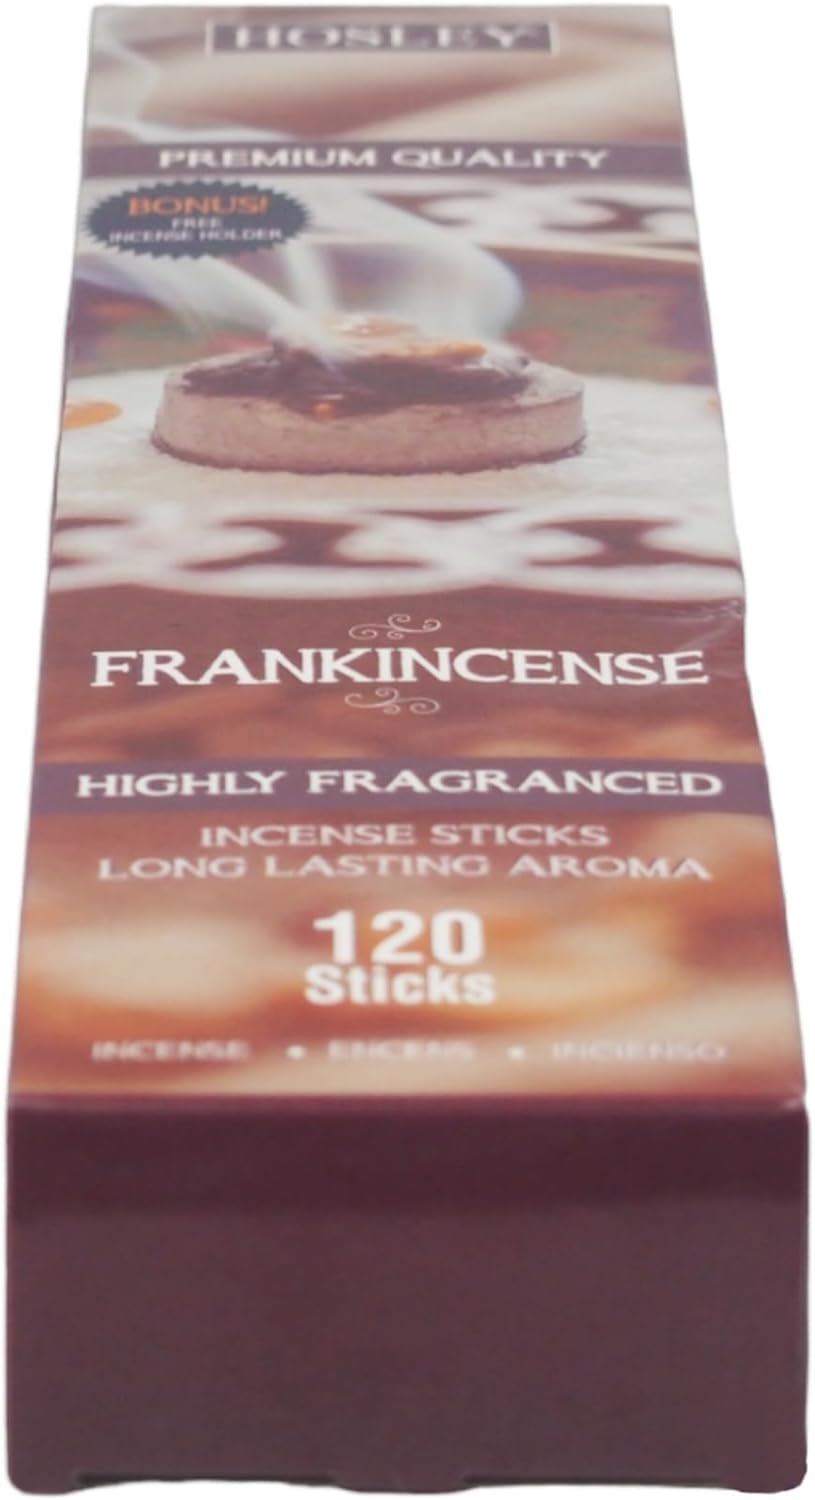 HOSLEY
PREMIUM QUALITY
BONUS!
FREE
INCENSE HOLDER
FRANKINCENSE
HIGHLY FRAGRANCED
INCENSE STICKS
LONG LASTING AROMA
120
Sticks
INCENSE • ENCENS • INCIENSO